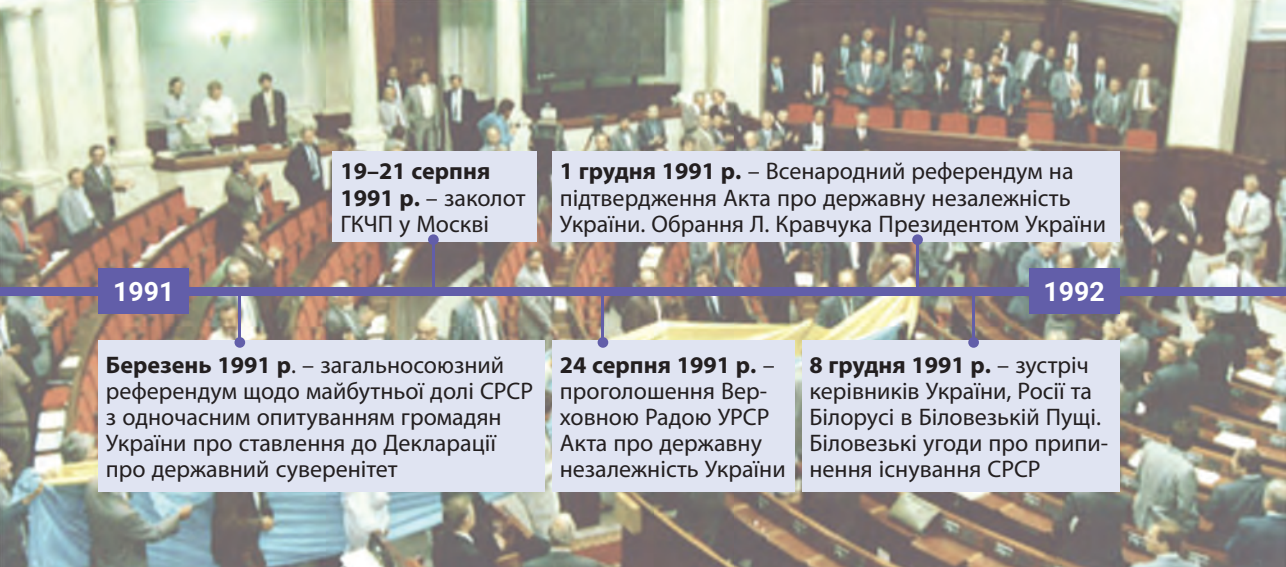 19–21 серпня
1991 р. – заколот
ГКЧП у Москві
1 грудня 1991 р. – Всенародний референдум на
підтвердження Акта про державну незалежність
України. Обрання Л. Кравчука Президентом України
1991
1992
Березень 1991 р. – загальносоюзний
референдум щодо майбутньої долі СРСР
з одночасним опитуванням громадян
України про ставлення до Декларації
про державний суверенітет
24 серпня 1991 р. –
проголошення Вер-
ховною Радою УРСР
Акта про державну
незалежність України
8 грудня 1991 р. – зустріч
керівників України, Росії та
Білорусі в Біловезькій Пущі.
Біловезькі угоди про припи-
нення існування СРСР